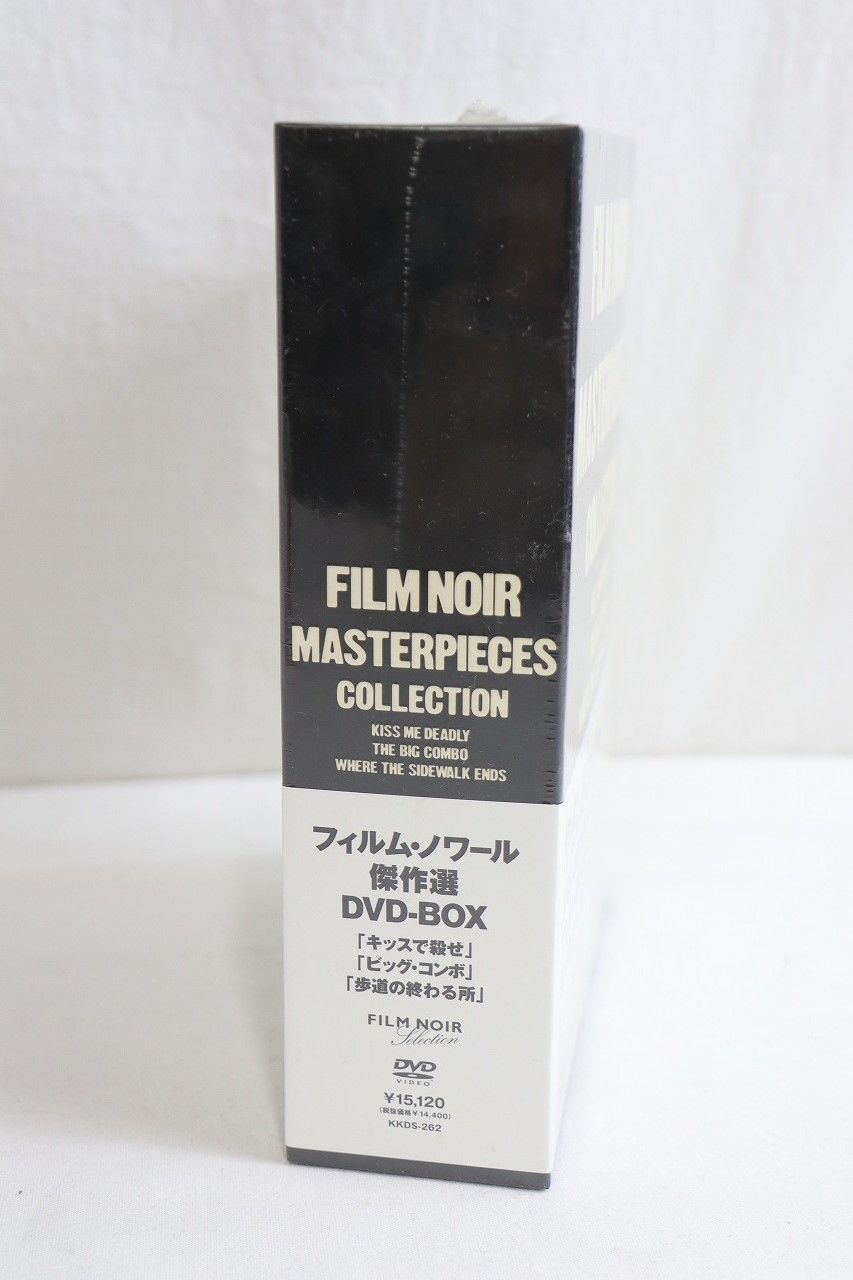 FILM NOIR
MASTERPIECES
COLLECTION
KISS ME DEADLY
THE BIG COMBO
WHERE THE SIDEWALK ENDS
フィルム・ノワール
傑作選
DVD-BOX
「キッスで殺せ」
「ビッグ・コンボ」
「歩道の終わる所」
FILM NOIR
Selection
DVD
VIDEO
¥15,120
(税抜価格¥14,400)
KKDS-262